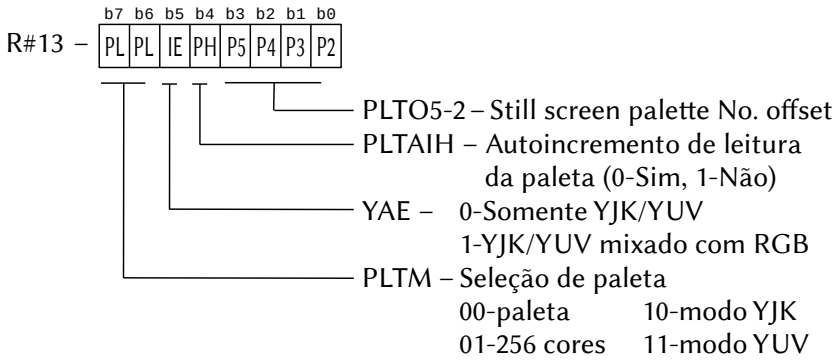 b7 b6 b5 b4 b3 b2 b1 b0
R#13 – PL PL IE PH P5 P4 P3 P2
PLTO5-2 – Still screen palette No. offset
PLTAIH – Autoincremento de leitura
da paleta (0-Sim, 1-Não)
YAE – 0-Somente YJK/YUV
1-YJK/YUV mixado com RGB
PLTM – Seleção de paleta
00-paleta 10-modo YJK
01-256 cores 11-modo YUV